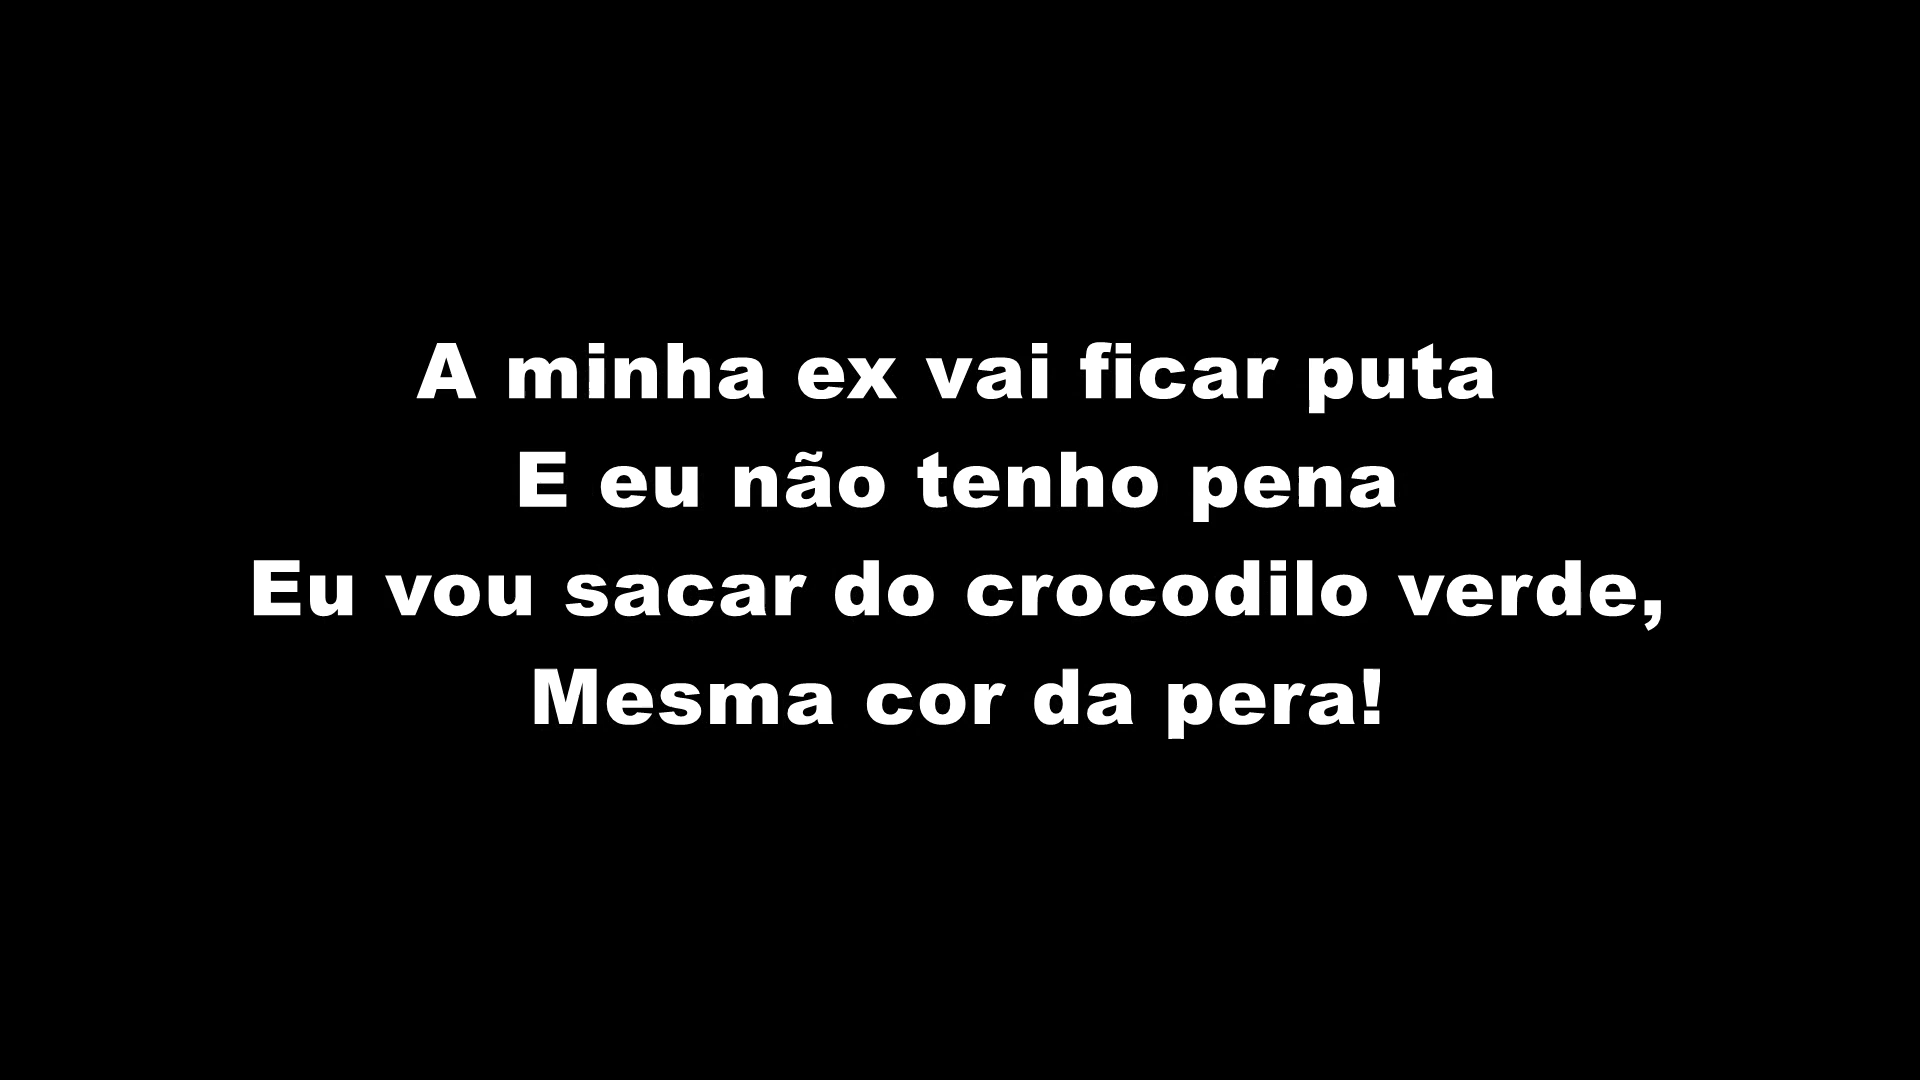 A minha ex vai ficar puta
E eu não tenho pena
Eu vou sacar do crocodilo verde,
Mesma cor da pera!